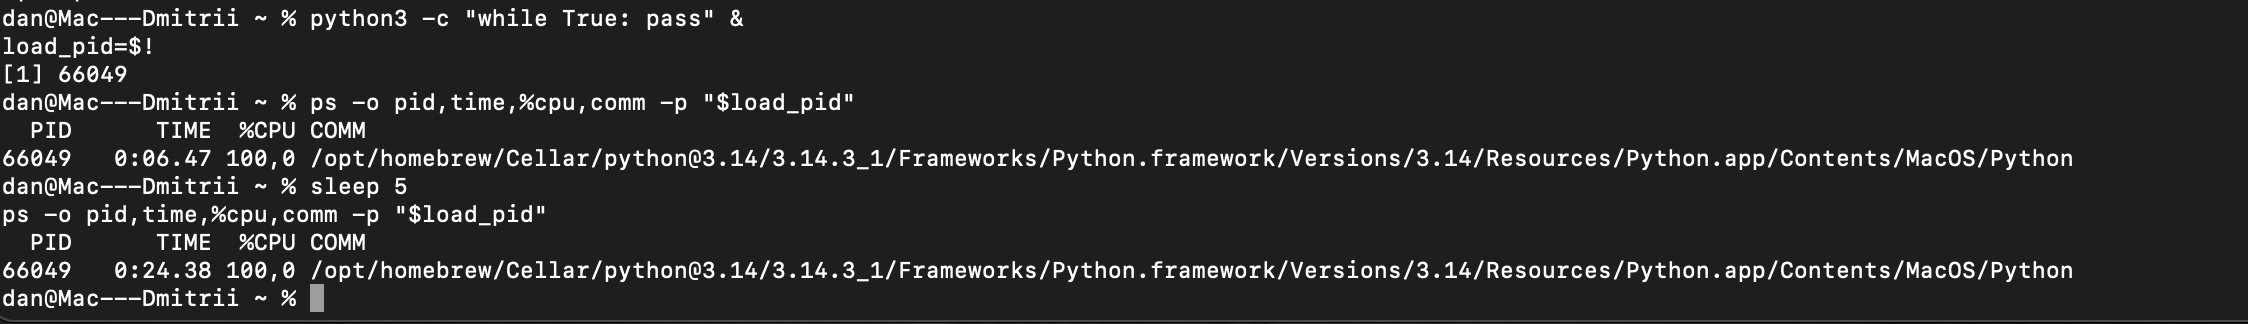 dan@Mac---Dmitrii ~ % python3 -c "while True: pass" &
load_pid=$!
[1] 66049
dan@Mac---Dmitrii ~ % ps -o pid,time,%cpu,comm -p "$load_pid"
  PID      TIME  %CPU COMM
66049   0:06.47 100,0 /opt/homebrew/Cellar/python@3.14/3.14.3_1/Frameworks/Python.framework/Versions/3.14/Resources/Python.app/Contents/MacOS/Python
dan@Mac---Dmitrii ~ % sleep 5
ps -o pid,time,%cpu,comm -p "$load_pid"
  PID      TIME  %CPU COMM
66049   0:24.38 100,0 /opt/homebrew/Cellar/python@3.14/3.14.3_1/Frameworks/Python.framework/Versions/3.14/Resources/Python.app/Contents/MacOS/Python
dan@Mac---Dmitrii ~ %